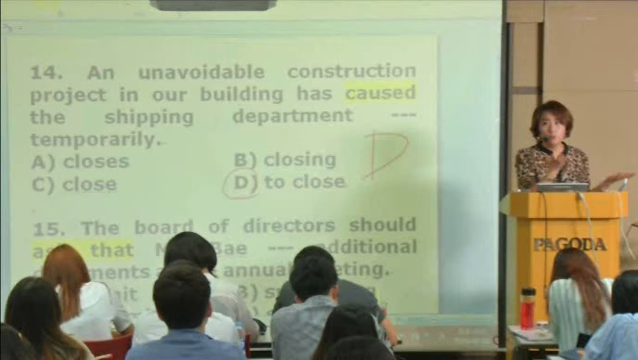 14. An unavoidable construction
project in our building has caused
the shipping department ----
temporarily.
A) closes B) closing
C) close D) to close
D
15. The board of directors should
that ---- additional
annual
PAGODA